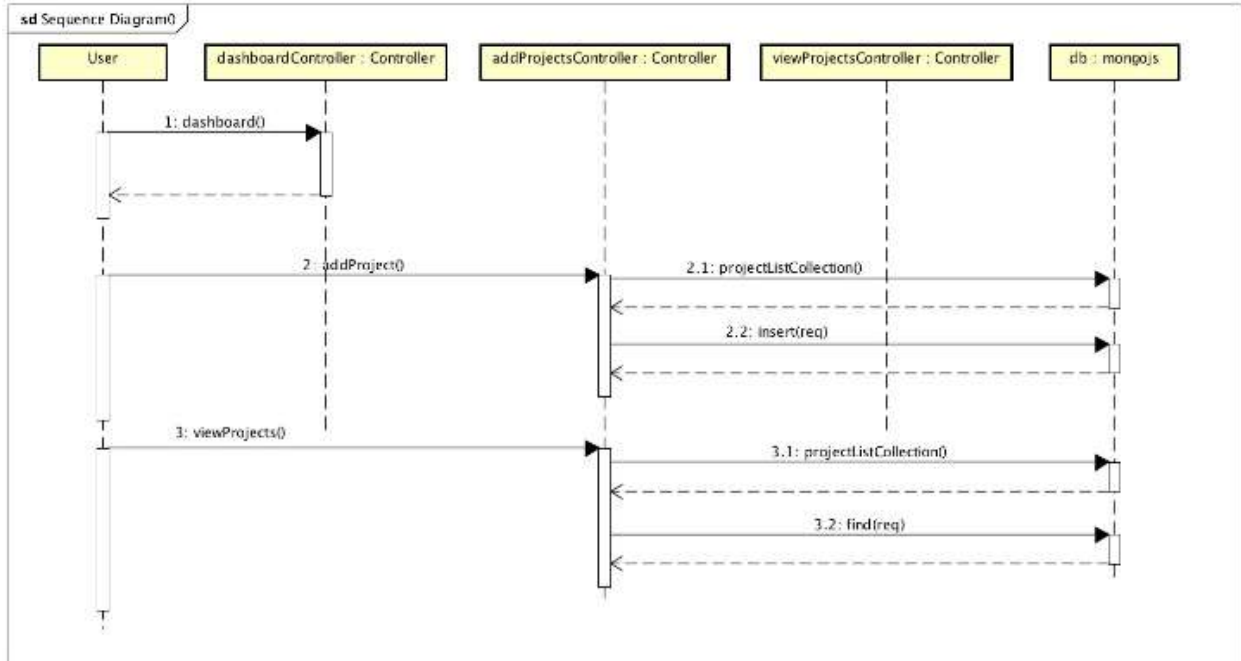 sd Sequence Diagram0
User
dashboardController : Controller
addProjectsController : Controller
viewProjectsController : Controller
db : mongojs
1: dashboard()
2: addProject()
2.1: projectListCollection()
2.2: insert(req)
3: viewProjects()
3.1: projectListCollection()
3.2: find(req)